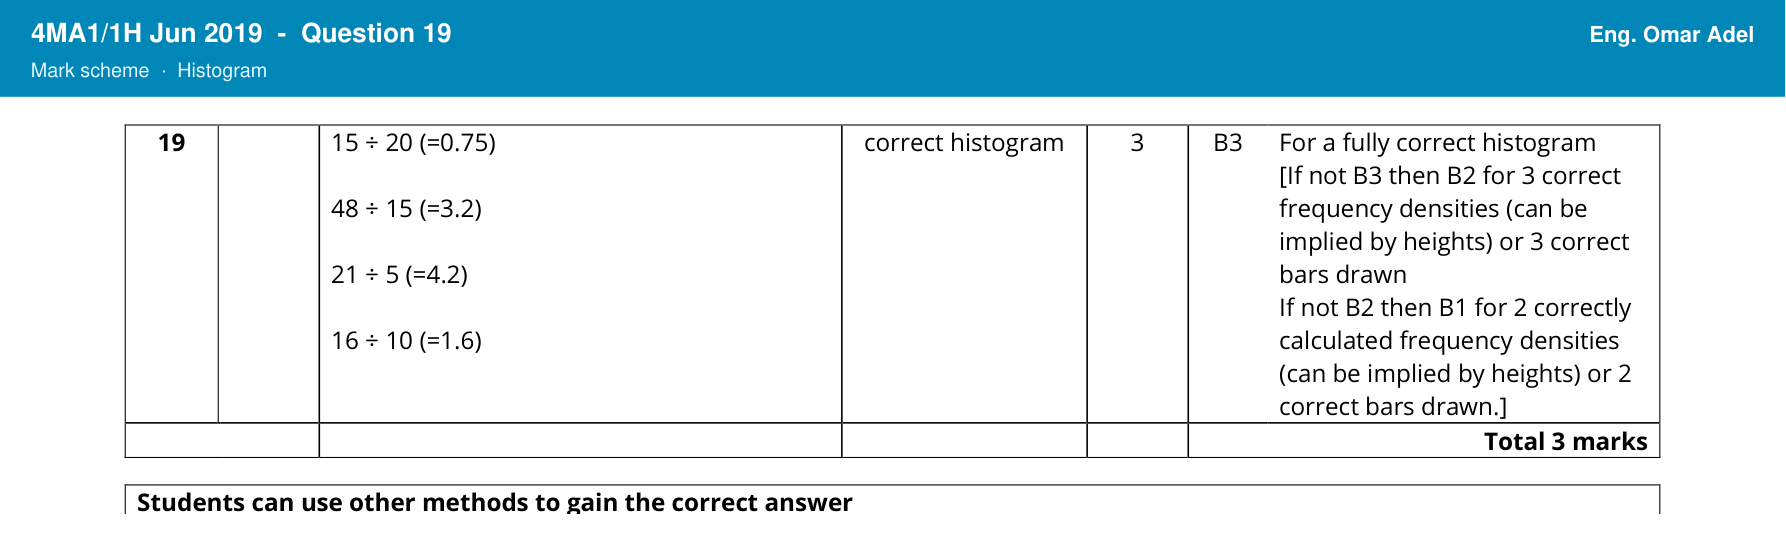 4MA1/1H Jun 2019 - Question 19
Eng. Omar Adel
Mark scheme · Histogram
19
15 ÷ 20 (=0.75)
48 ÷ 15 (=3.2)
21 ÷ 5 (=4.2)
16 ÷ 10 (=1.6)
correct histogram
3
B3
For a fully correct histogram
[If not B3 then B2 for 3 correct
frequency densities (can be
implied by heights) or 3 correct
bars drawn
If not B2 then B1 for 2 correctly
calculated frequency densities
(can be implied by heights) or 2
correct bars drawn.]
Total 3 marks
Students can use other methods to gain the correct answer